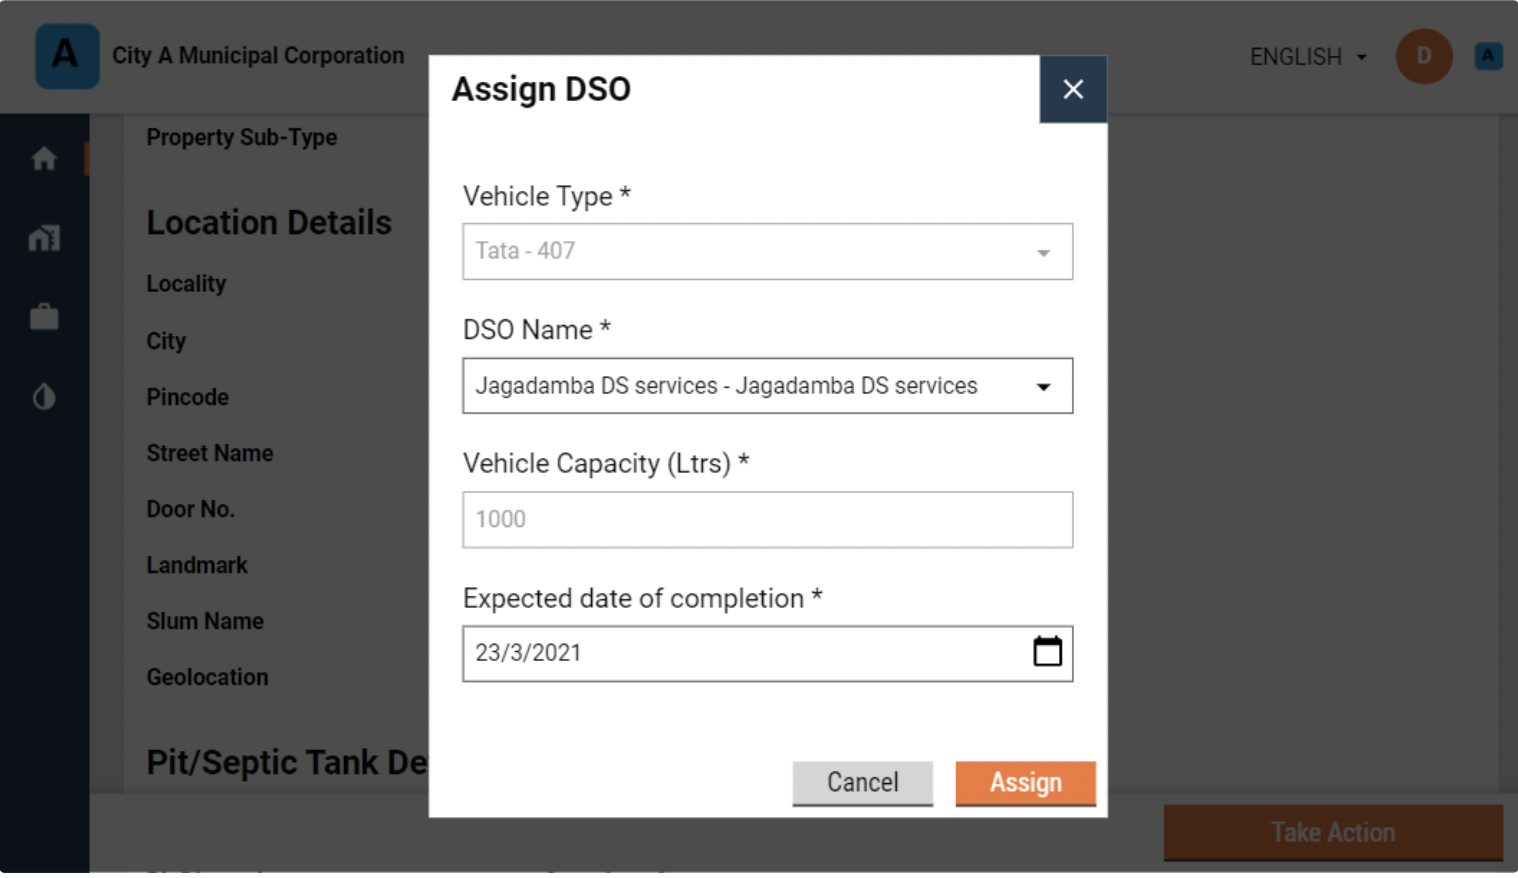 A
City A Municipal Corporation
ENGLISH
D
A
Assign DSO
Property Sub-Type
Location Details
Locality
City
Pincode
Street Name
Door No.
Landmark
Slum Name
Geolocation
Pit/Septic Tank De
Vehicle Type *
Tata - 407
DSO Name *
Jagadamba DS services - Jagadamba DS services
Vehicle Capacity (Ltrs) *
1000
Expected date of completion *
23/3/2021
Cancel
Assign
Take Action